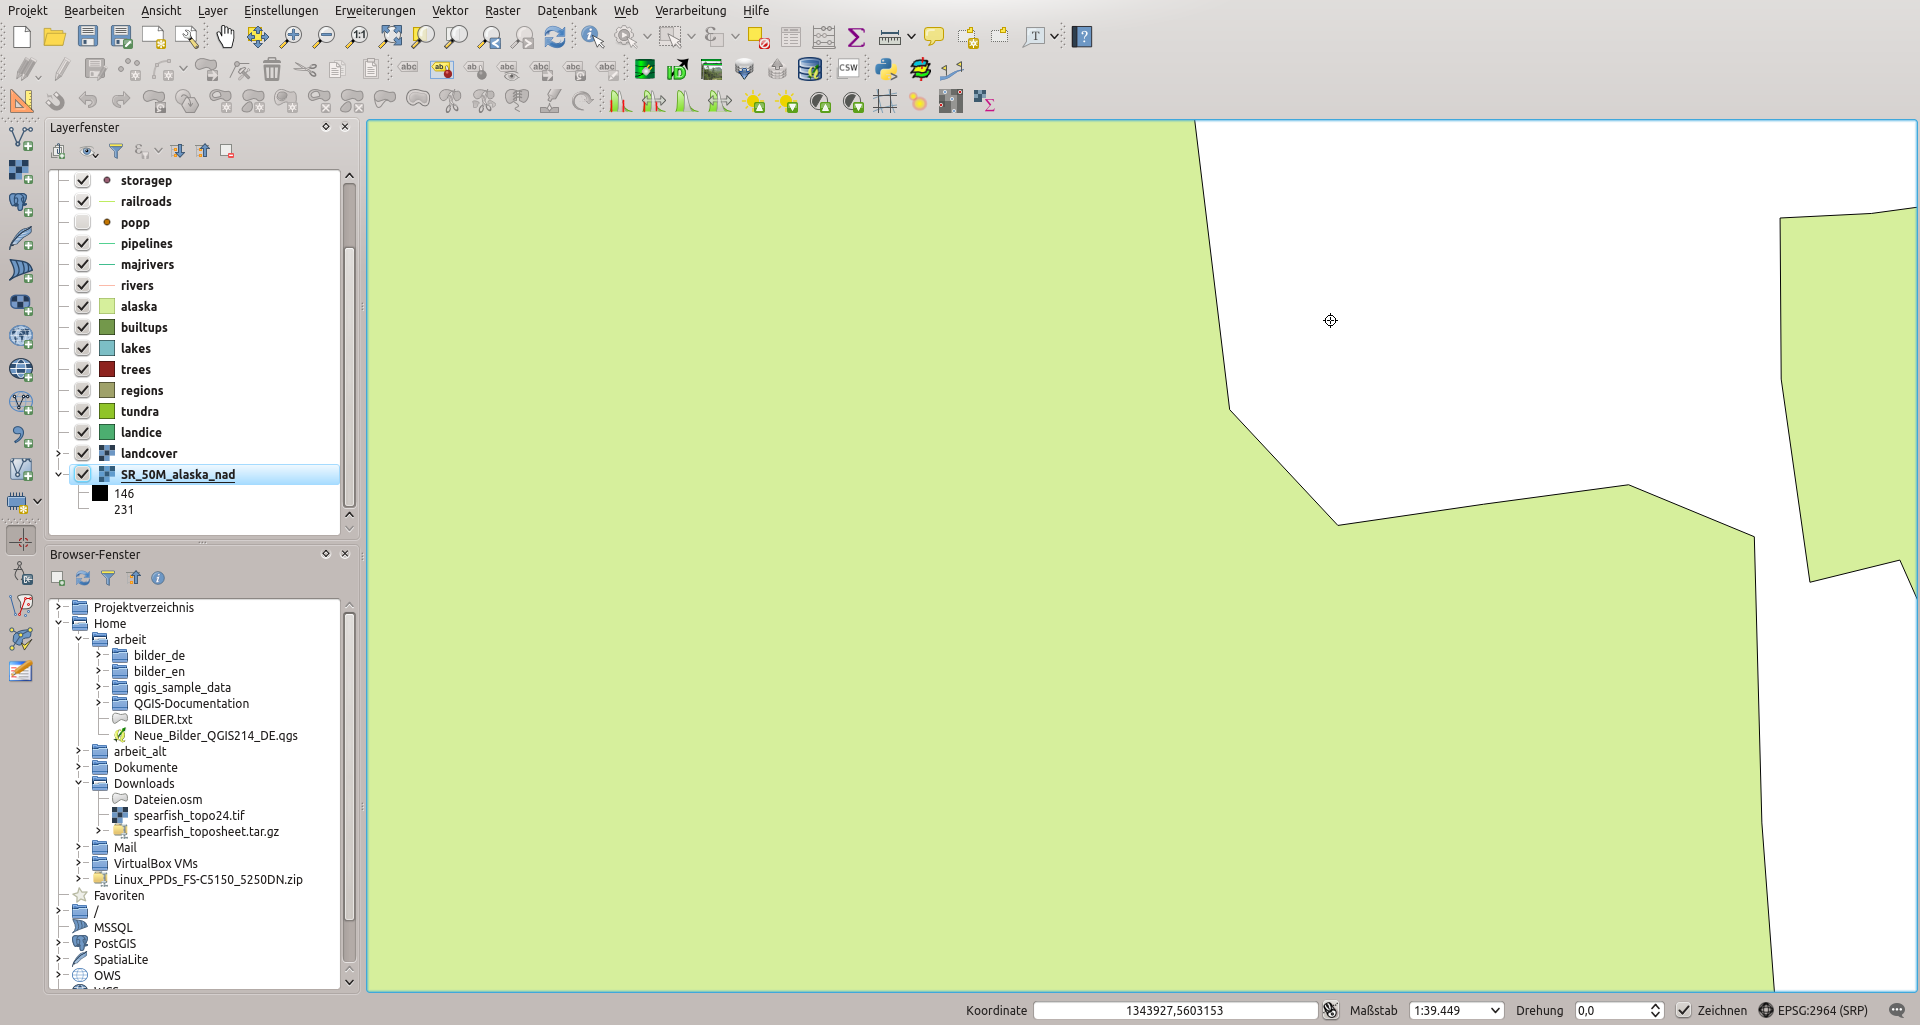 Projekt Bearbeiten Ansicht Layer Einstellungen Erweiterungen Vektor Raster Datenbank Web Verarbeitung Hilfe
Layerfenster
storagep
railroads
popp
pipelines
majrivers
rivers
alaska
builtups
lakes
trees
regions
tundra
landice
landcover
SR_50M_alaska_nad
146
231
Browser-Fenster
Projektverzeichnis
Home
arbeit
bilder_de
bilder_en
qgis_sample_data
QGIS-Documentation
BILDER.txt
Neue_Bilder_QGIS214_DE.qgs
arbeit_alt
Dokumente
Downloads
Dateien.osm
spearfish_topo24.tif
spearfish_toposheet.tar.gz
Mail
VirtualBox VMs
Linux_PPDs_FS-C5150_5250DN.zip
Favoriten
/
MSSQL
PostGIS
SpatiaLite
OWS
Koordinate 1343927,5603153 Maßstab 1:39.449 Drehung 0,0 Zeichnen EPSG:2964 (SRP)